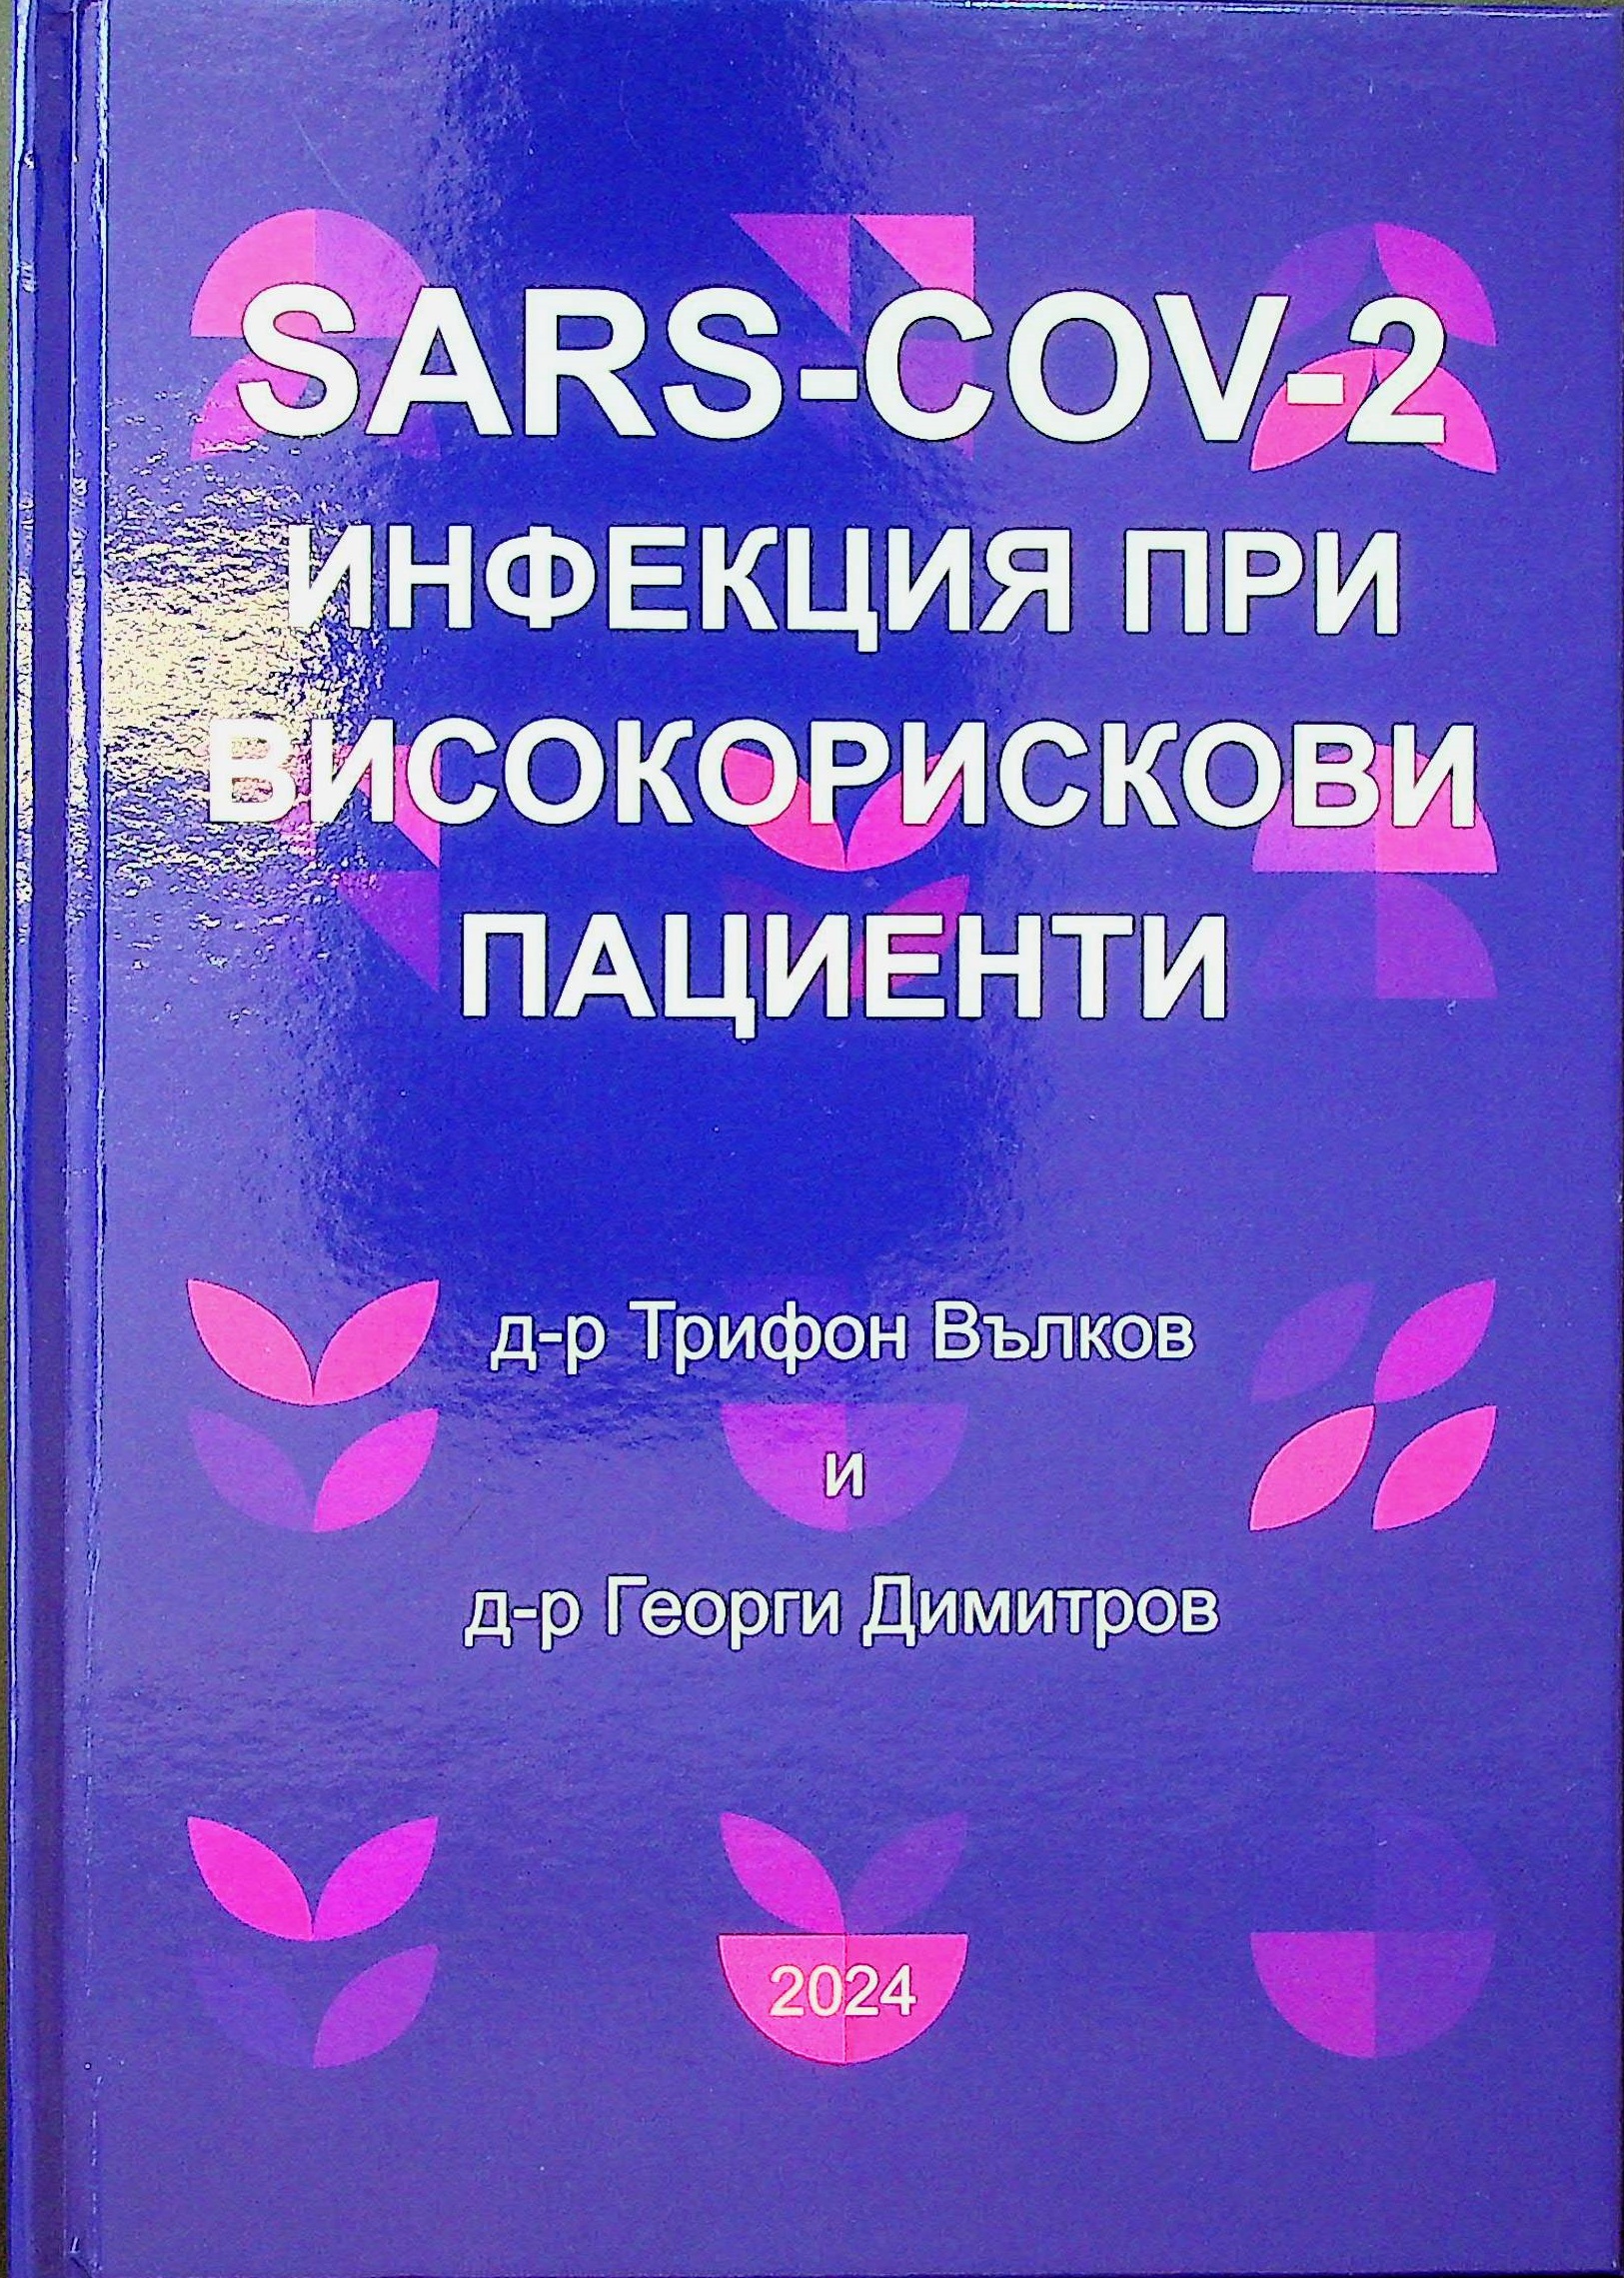 SARS-COV-2
ИНФЕКЦИЯ ПРИ
ВИСОКОРИСКОВИ
ПАЦИЕНТИ
д-р Трифон Вълков
и
д-р Георги Димитров
2024